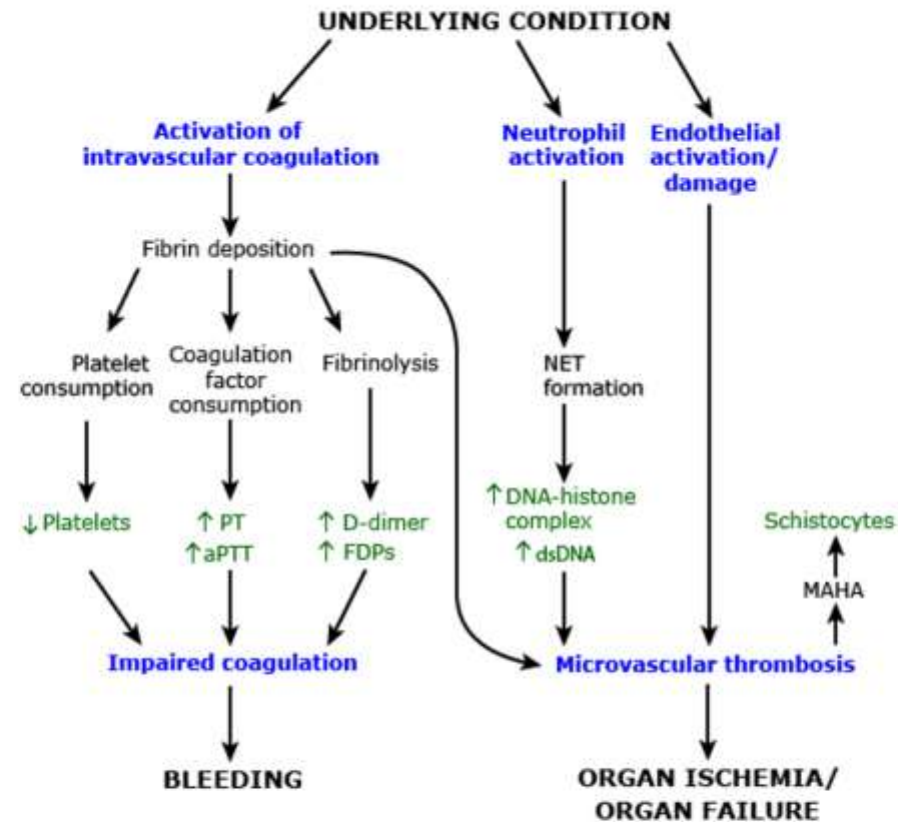 UNDERLYING CONDITION
Activation of
intravascular coagulation
Neutrophil
activation
Endothelial
activation/
damage
Fibrin deposition
Platelet
consumption
Coagulation
factor
consumption
Fibrinolysis
NET
formation
↓ Platelets
↑ PT
↑ aPTT
↑ D-dimer
↑ FDPs
↑ DNA-histone
complex
↑ dsDNA
Schistocytes
MAHA
Impaired coagulation
Microvascular thrombosis
BLEEDING
ORGAN ISCHEMIA/
ORGAN FAILURE